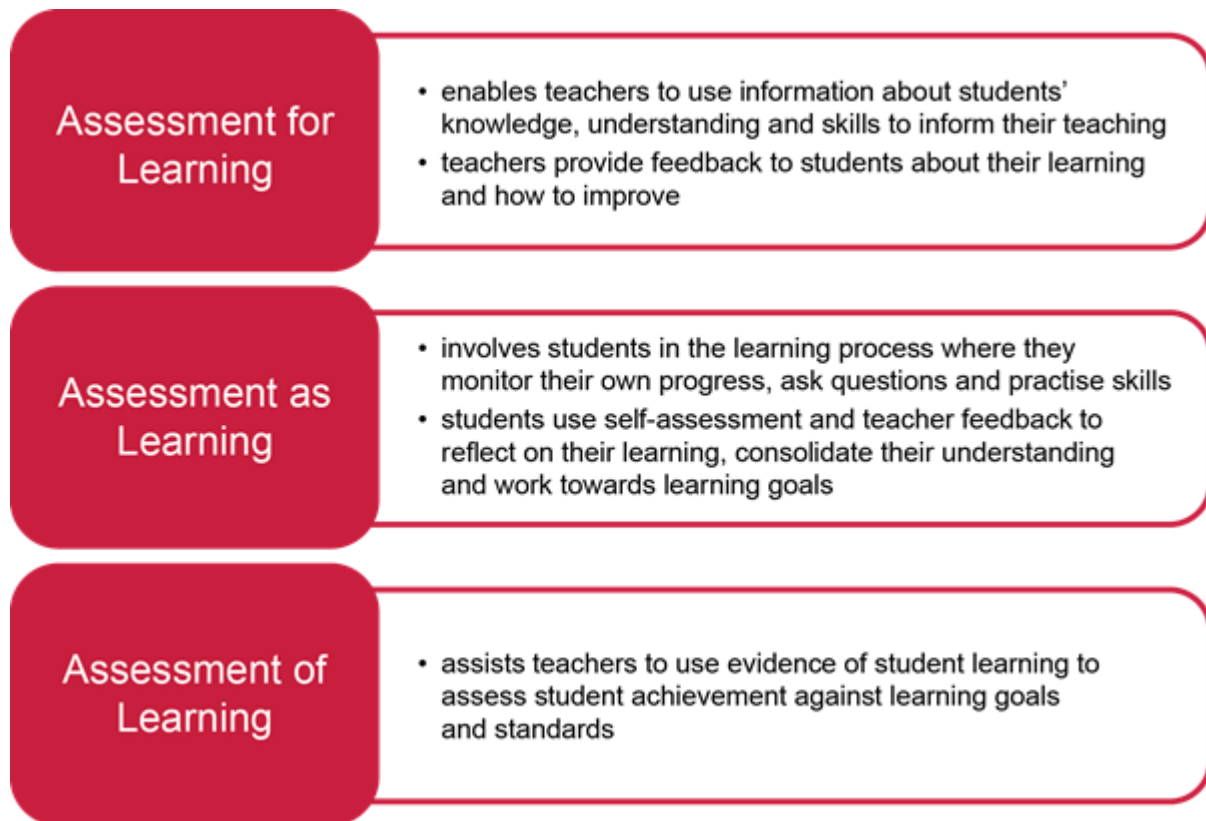 Assessment for
Learning
• enables teachers to use information about students’
knowledge, understanding and skills to inform their teaching
• teachers provide feedback to students about their learning
and how to improve
Assessment as
Learning
• involves students in the learning process where they
monitor their own progress, ask questions and practise skills
• students use self-assessment and teacher feedback to
reflect on their learning, consolidate their understanding
and work towards learning goals
Assessment of
Learning
• assists teachers to use evidence of student learning to
assess student achievement against learning goals
and standards